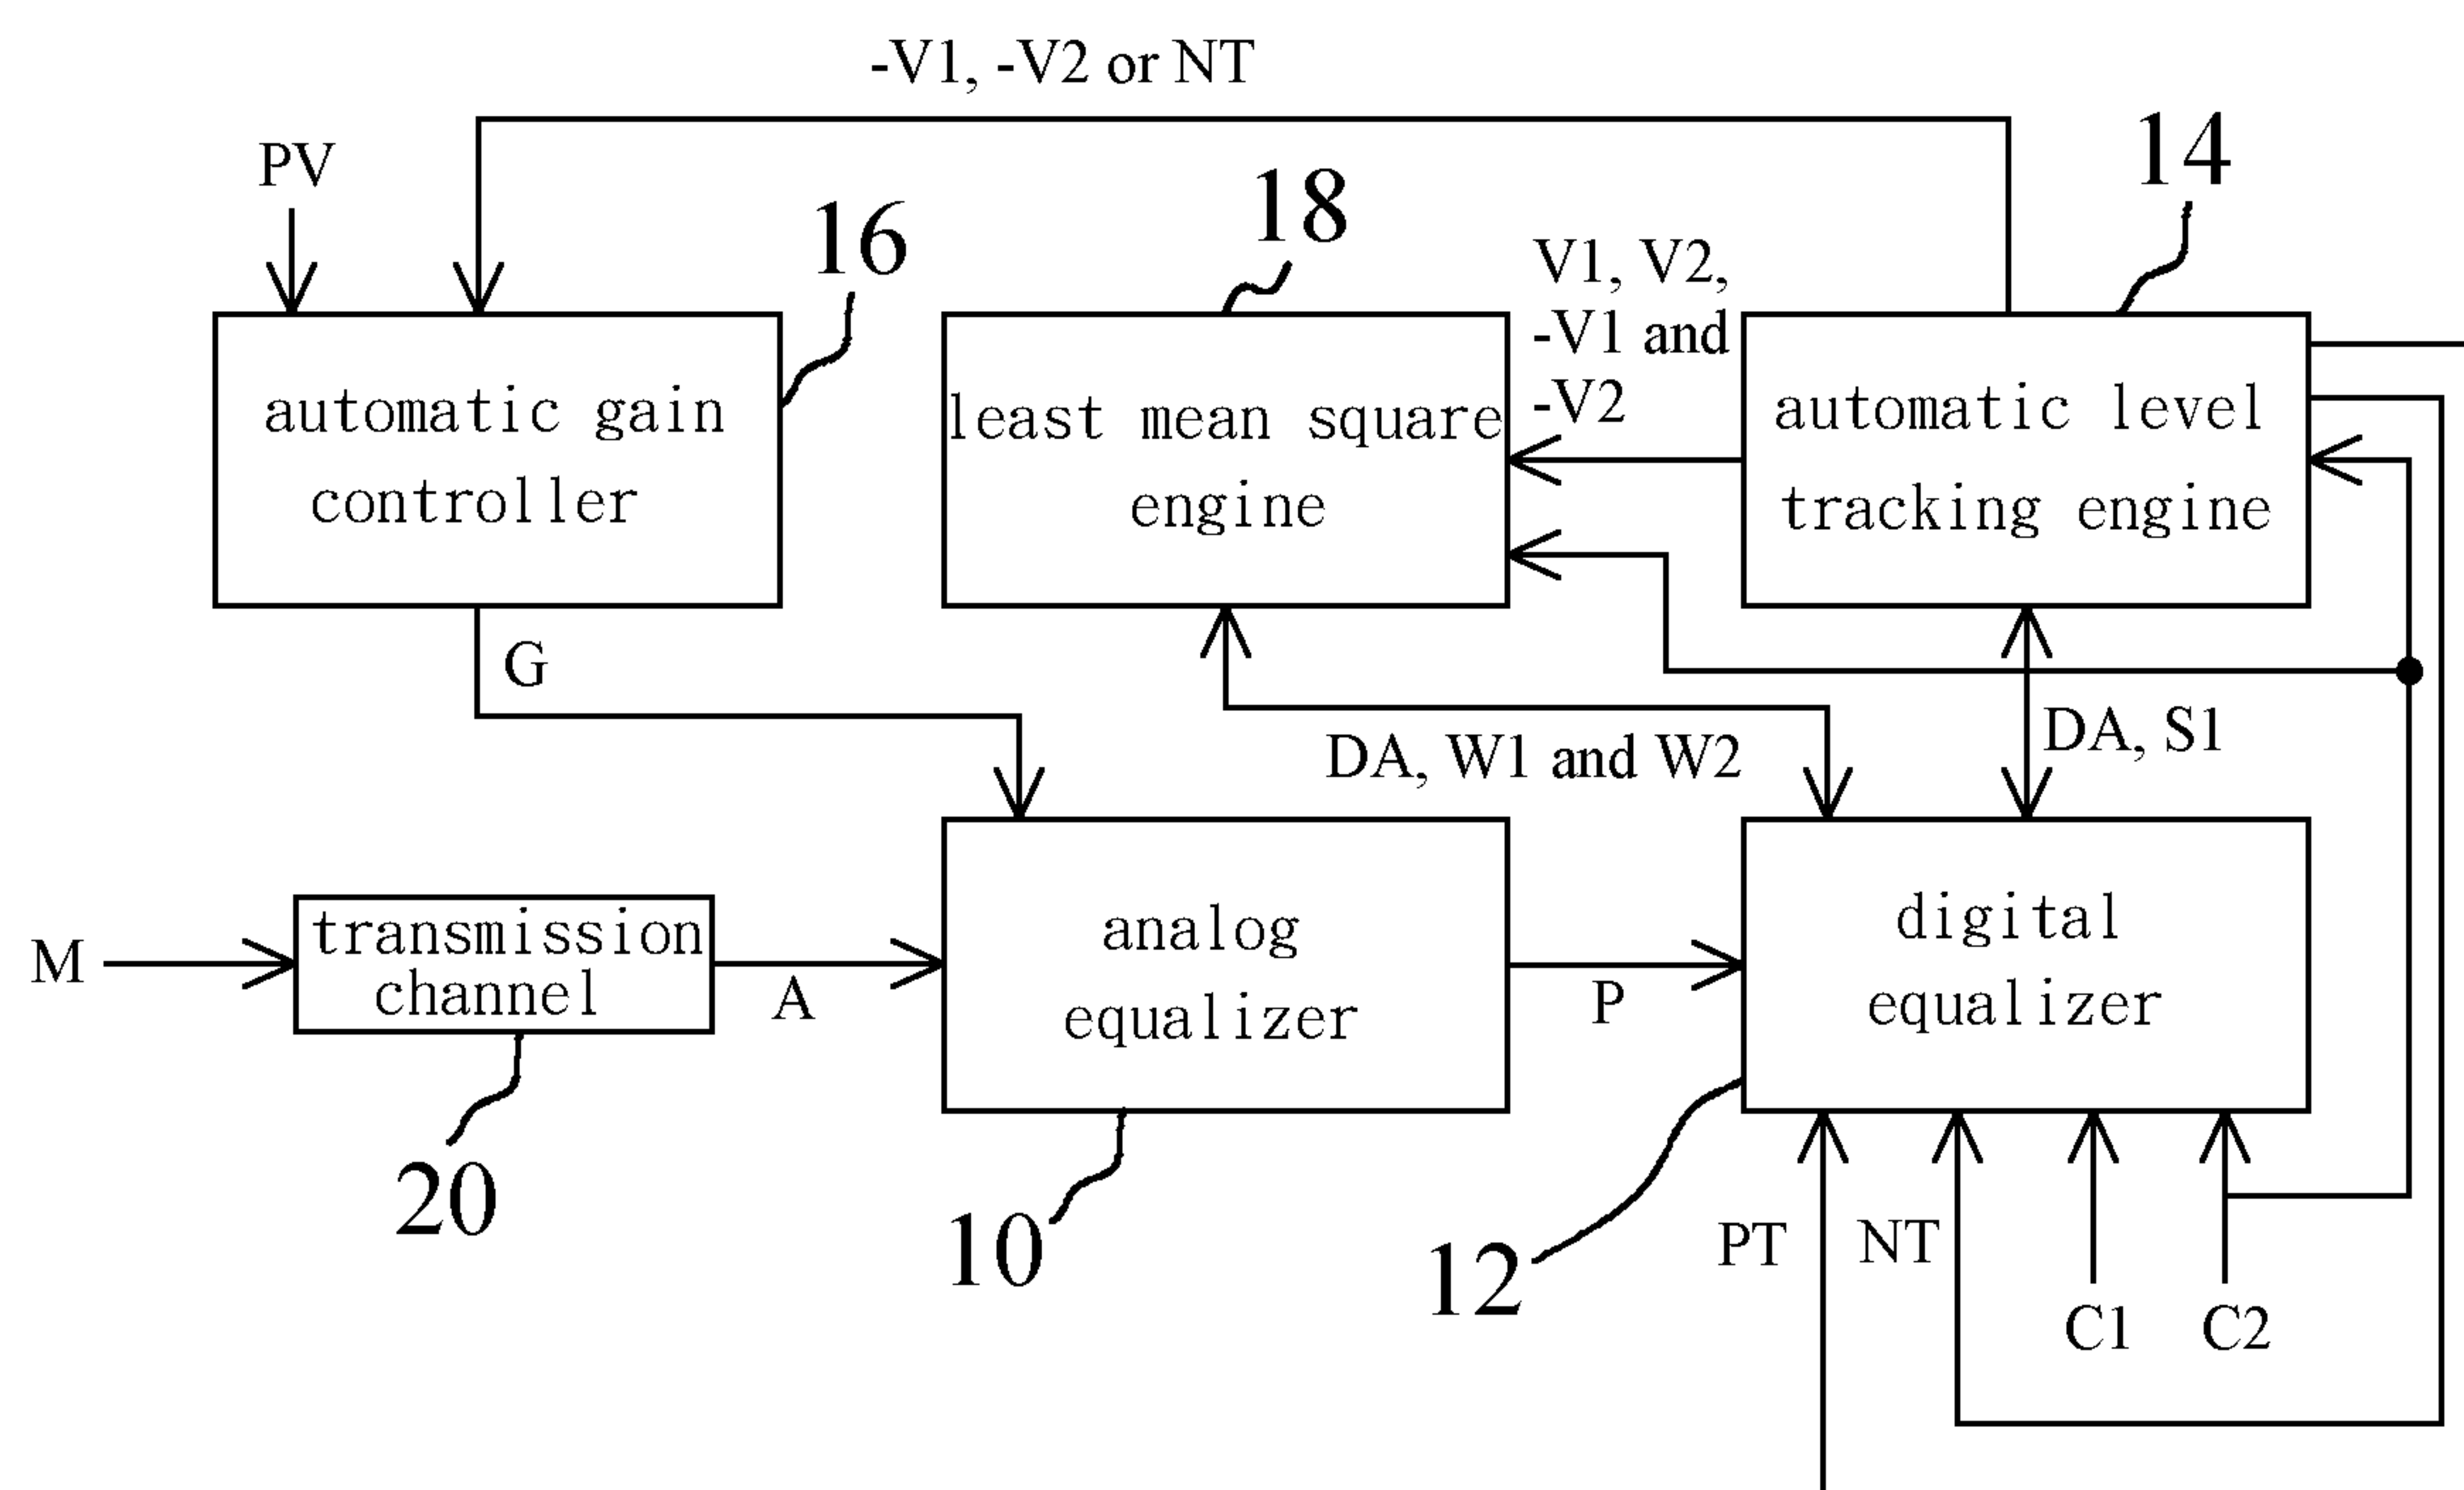 -V1, -V2 or NT
PV
16
18
14
V1, V2,
-V1 and
-V2
automatic gain
controller
least mean square
engine
automatic level
tracking engine
G
DA, W1 and W2
DA, S1
M
transmission
channel
A
analog
equalizer
P
digital
equalizer
20
10
12
PT
NT
C1
C2